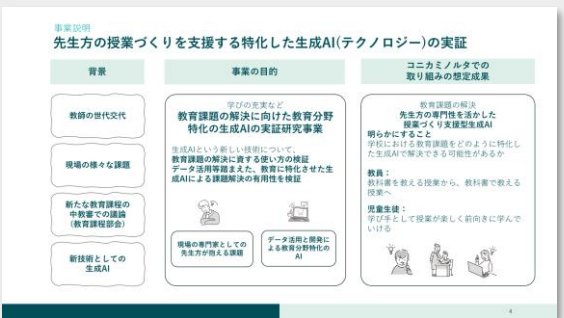 事業説明
先生方の授業づくりを支援する特化した生成AI(テクノロジー)の実証
背景
教師の世代交代
現場の様々な課題
新たな教育課程の
中教審での議論
(教育課程部会)
新技術としての
生成AI
事業の目的
学びの充実など
教育課題の解決に向けた教育分野
特化の生成AIの実証研究事業
生成AIという新しい技術について、
教育課題の解決に資する使い方の検証
データ活用等踏まえた、教育に特化させた生
成AIによる課題解決の有用性を検証
現場の専門家としての
先生方が抱える課題
データ活用と開発に
よる教育分野特化の
AI
コニカミノルタでの
取り組みの想定成果
教育課題の解決
先生方の専門性を活かした
授業づくり支援型生成AI
明らかにすること
学校における教育課題をどのように特化し
た生成AIで解決できる可能性があるか
教員：
教科書を教える授業から、教科書で教える
授業へ
児童生徒：
学び手として授業が楽しく前向きに学んで
いける
4